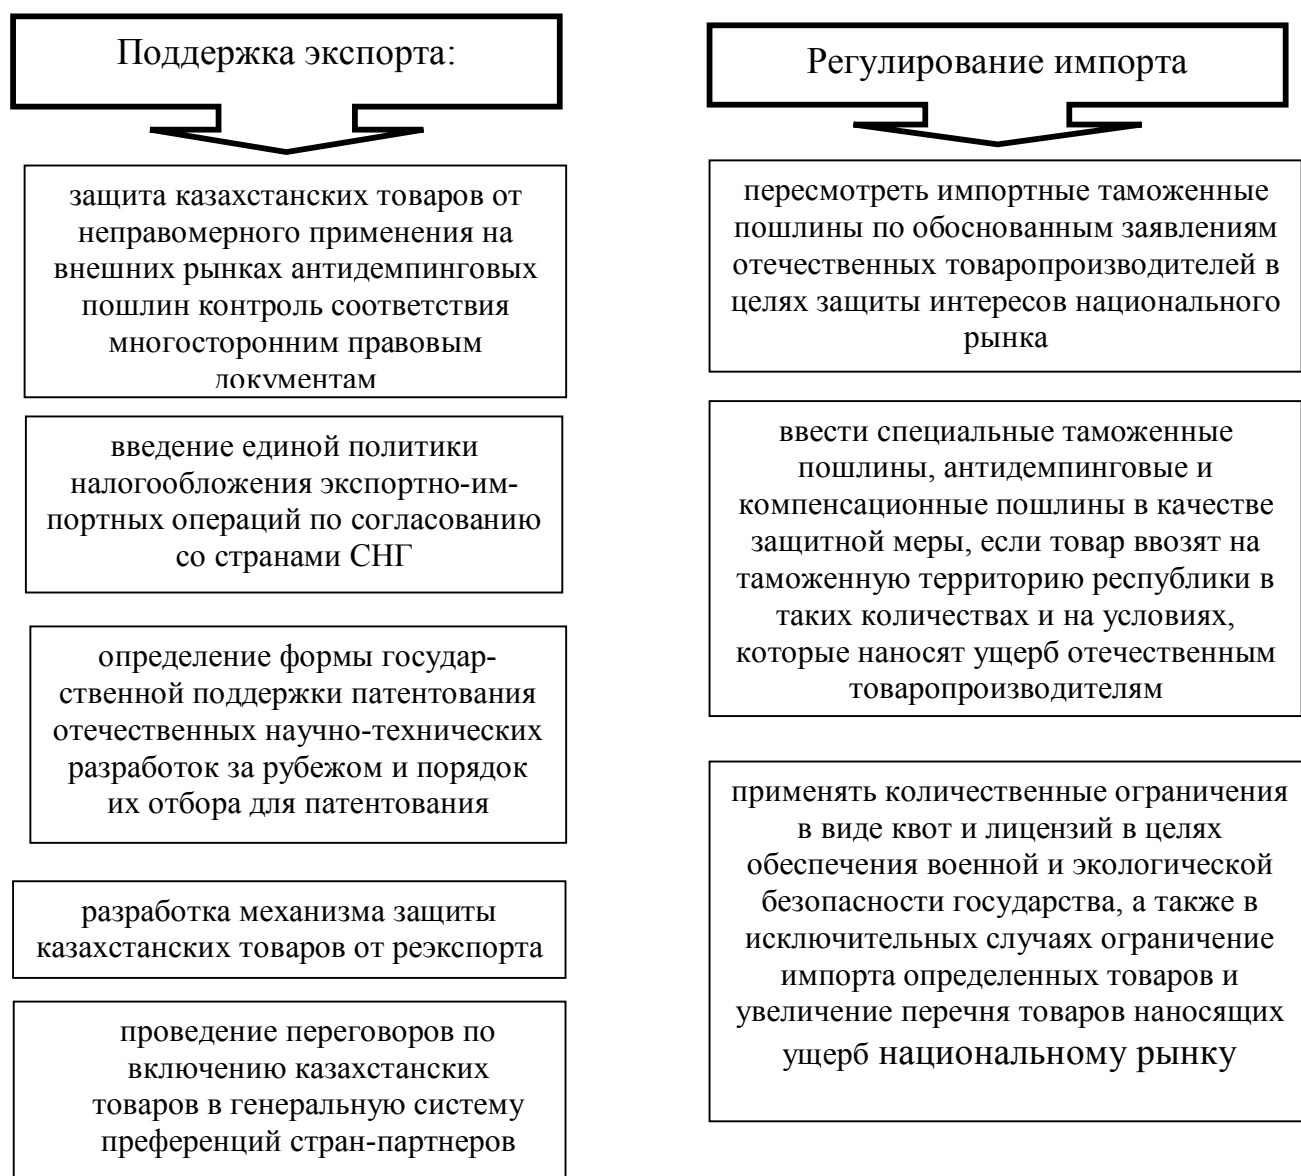 Поддержка экспорта:
защита казахстанских товаров от
неправомерного применения на
внешних рынках антидемпинговых
пошлин контроль соответствия
многосторонним правовым
документам
введение единой политики
налогообложения экспортно-им-
портных операций по согласованию
со странами СНГ
определение формы государ-
ственной поддержки патентования
отечественных научно-технических
разработок за рубежом и порядок
их отбора для патентования
разработка механизма защиты
казахстанских товаров от реэкспорта
проведение переговоров по
включению казахстанских
товаров в генеральную систему
преференций стран-партнеров
Регулирование импорта
пересмотреть импортные таможенные
пошлины по обоснованным заявлениям
отечественных товаропроизводителей в
целях защиты интересов национального
рынка
ввести специальные таможенные
пошлины, антидемпинговые и
компенсационные пошлины в качестве
защитной меры, если товар ввозят на
таможенную территорию республики в
таких количествах и на условиях,
которые наносят ущерб отечественным
товаропроизводителям
применять количественные ограничения
в виде квот и лицензий в целях
обеспечения военной и экологической
безопасности государства, а также в
исключительных случаях ограничение
импорта определенных товаров и
увеличение перечня товаров наносящих
ущерб национальному рынку